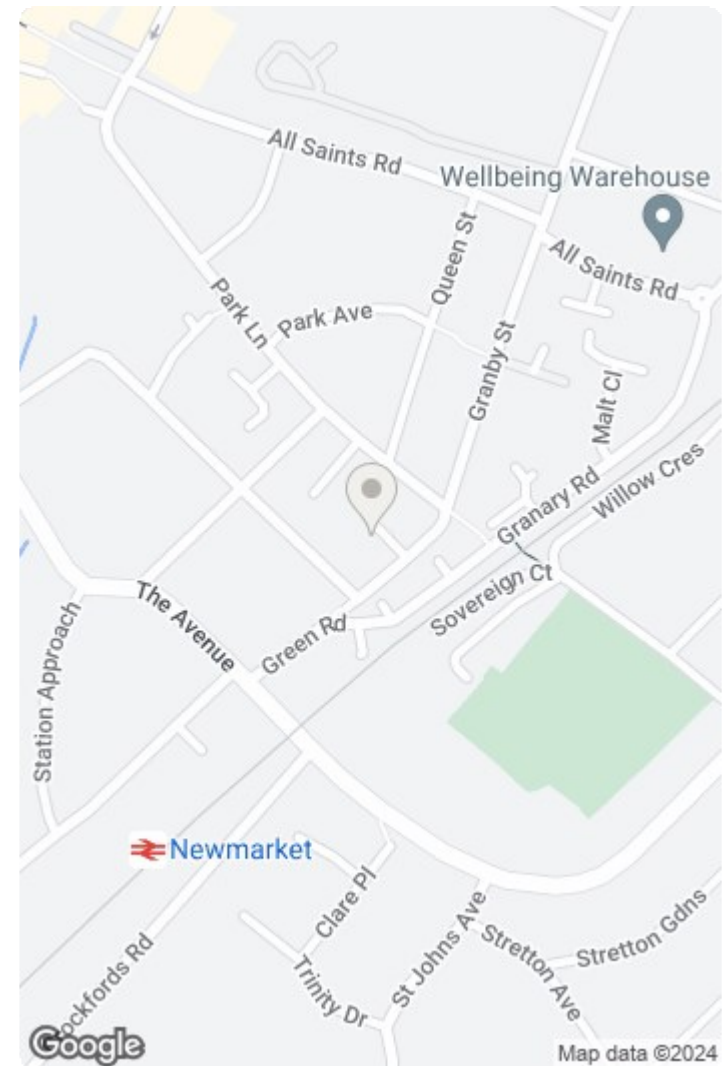 All Saints Rd
Wellbeing Warehouse
Queen St
All Saints Rd
Park Ln
Park Ave
Granby St
Malt Cl
Granary Rd
Willow Cres
Sovereign Ct
The Avenue
Green Rd
Station Approach
Newmarket
Clare Pl
St Johns Ave
Stretton Gdns
Stretton Ave
Trinity Dr
ockfords Rd
Google
Map data ©2024